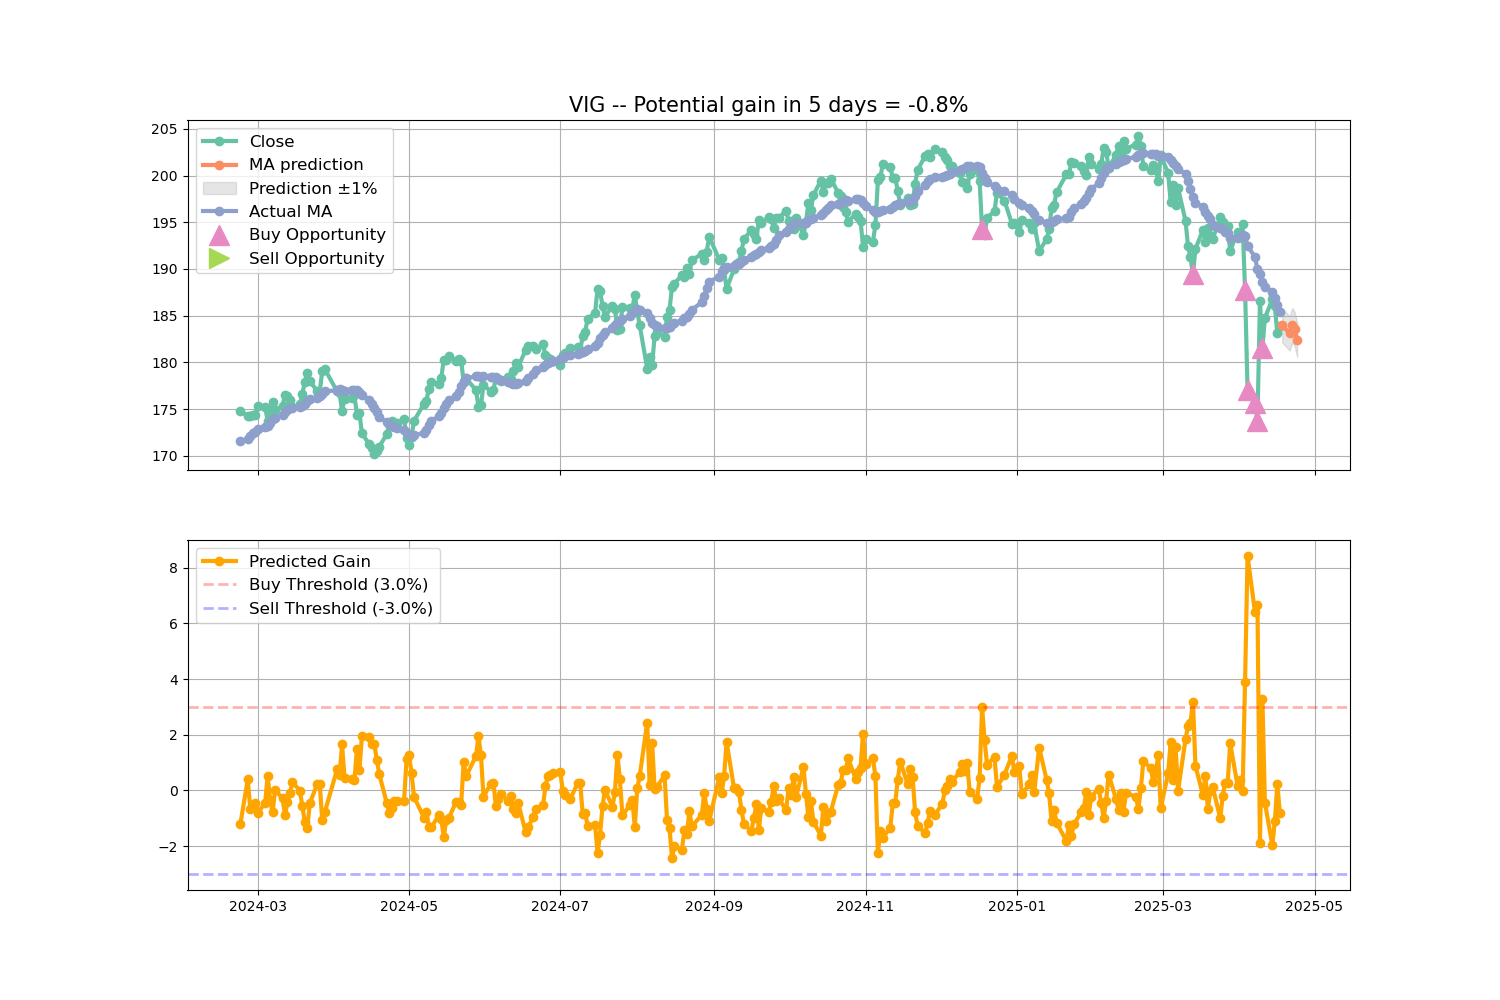 VIG -- Potential gain in 5 days = -0.8%
205
200
195
190
185
180
175
170
Close
MA prediction
Prediction ±1%
Actual MA
Buy Opportunity
Sell Opportunity
8
6
4
2
0
−2
Predicted Gain
Buy Threshold (3.0%)
Sell Threshold (-3.0%)
2024-03
2024-05
2024-07
2024-09
2024-11
2025-01
2025-03
2025-05